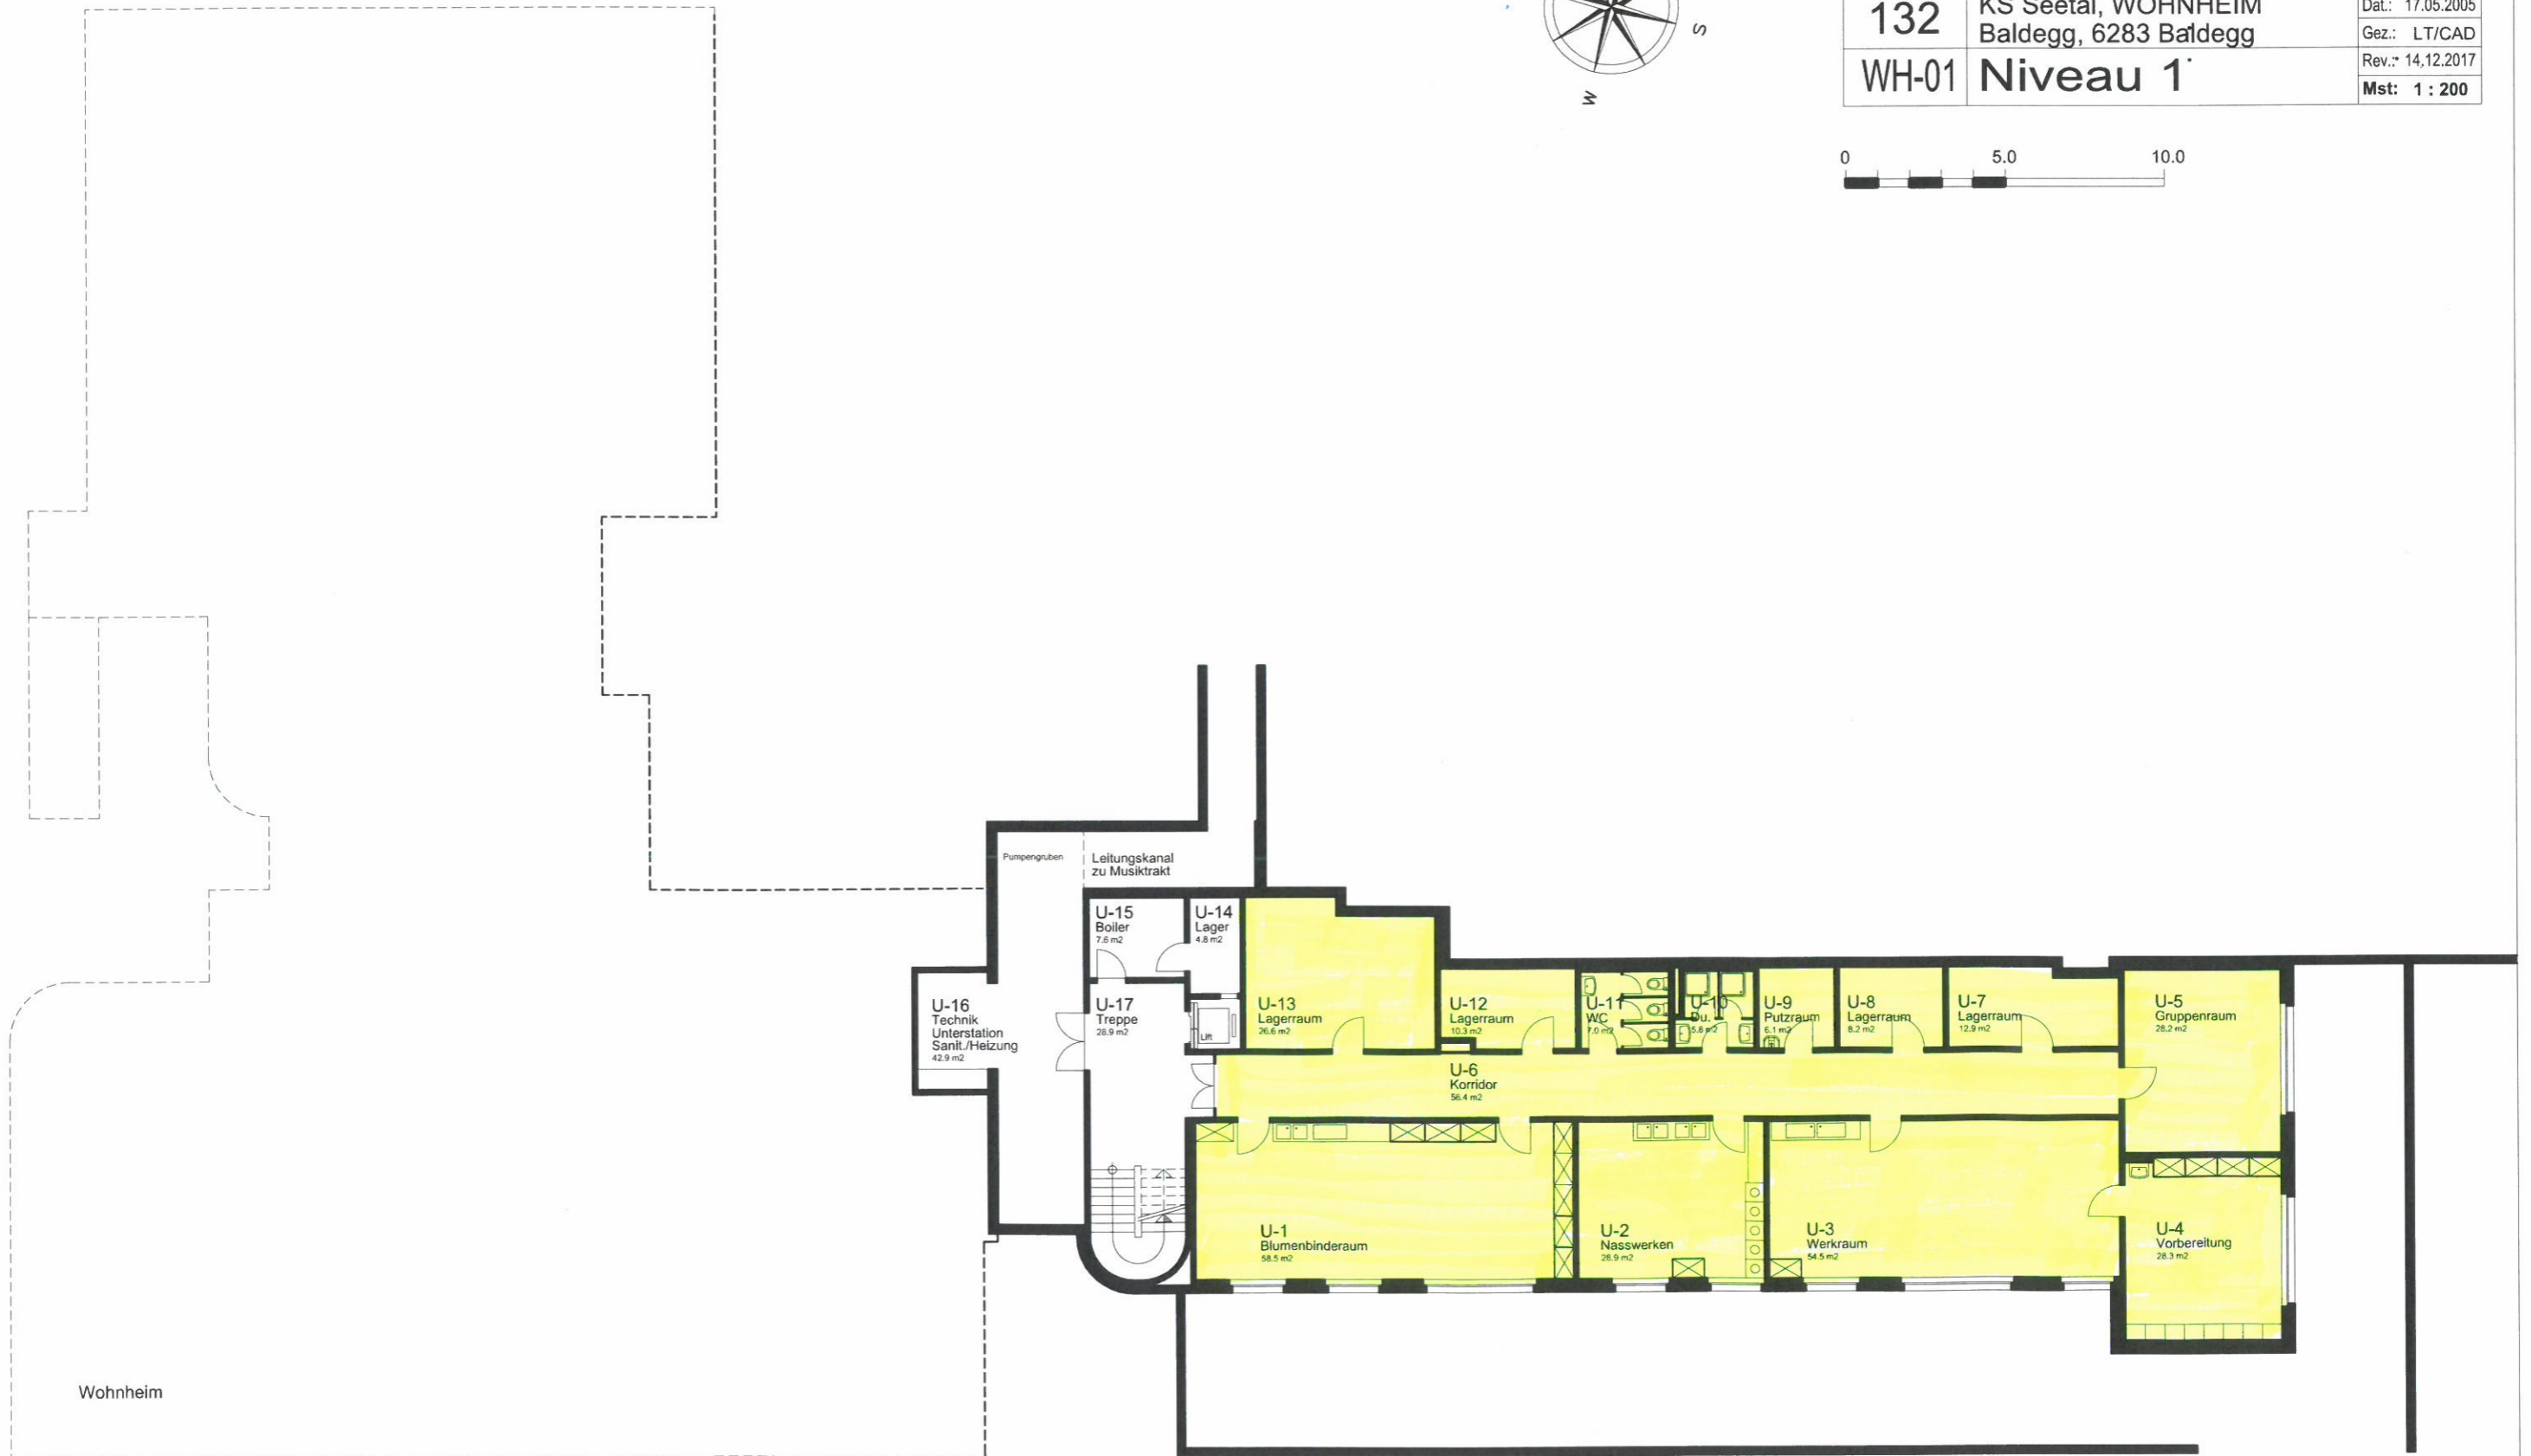 S
W
132
KS Seetal, WOHNHEIM
Baldegg, 6283 Baldegg
Dat.: 17.05.2005
Gez.: LT/CAD
Rev.: 14.12.2017
Mst: 1 : 200
WH-01
Niveau 1
0 5.0 10.0
Pumpengruben
Leitungskanal
zu Musiktrakt
U-15
Boiler
7.6 m2
U-14
Lager
4.8 m2
U-16
Technik
Unterstation
Sanit./Heizung
42.9 m2
U-17
Treppe
28.9 m2
Lift
U-13
Lagerraum
26.6 m2
U-12
Lagerraum
10.3 m2
U-11
WC
7.0 m2
U-10
Du.
5.8 m2
U-9
Putzraum
6.1 m2
U-8
Lagerraum
8.2 m2
U-7
Lagerraum
12.9 m2
U-5
Gruppenraum
28.2 m2
U-6
Korridor
56.4 m2
U-1
Blumenbinderaum
58.5 m2
U-2
Nasswerken
28.9 m2
U-3
Werkraum
54.5 m2
U-4
Vorbereitung
28.3 m2
Wohnheim